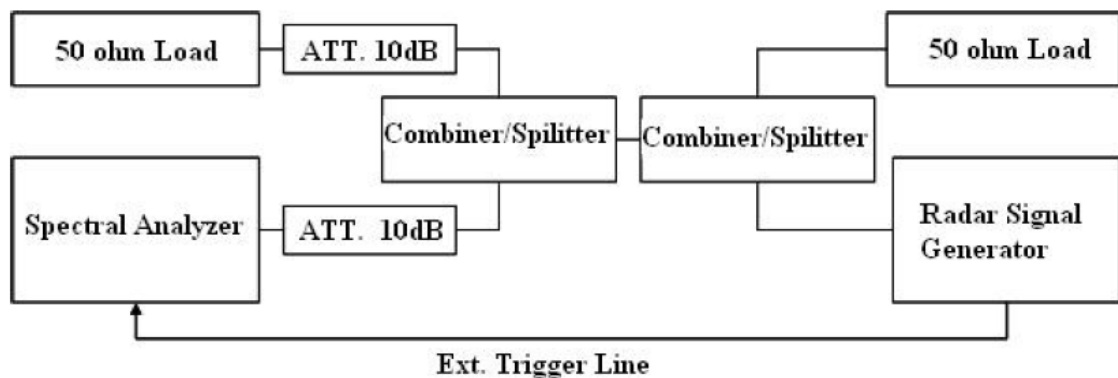 50 ohm Load
ATT. 10dB
50 ohm Load
Combiner/Spilitter
Combiner/Spilitter
Spectral Analyzer
ATT. 10dB
Radar Signal
Generator
Ext. Trigger Line